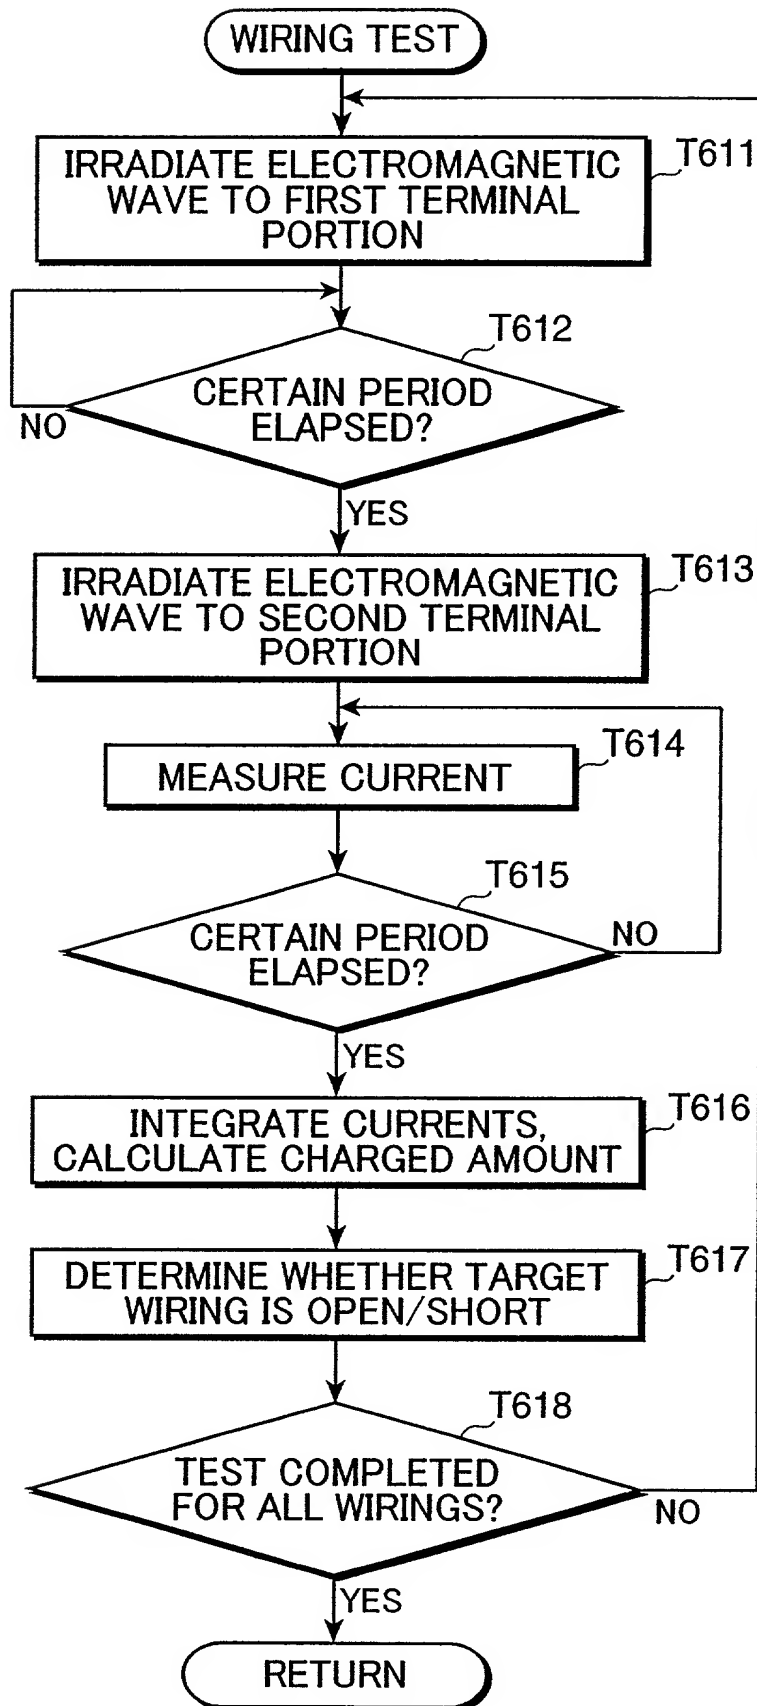 WIRING TEST
T611
IRRADIATE ELECTROMAGNETIC
WAVE TO FIRST TERMINAL
PORTION
T612
CERTAIN PERIOD
ELAPSED?
NO
YES
T613
IRRADIATE ELECTROMAGNETIC
WAVE TO SECOND TERMINAL
PORTION
T614
MEASURE CURRENT
T615
CERTAIN PERIOD
ELAPSED?
NO
YES
T616
INTEGRATE CURRENTS,
CALCULATE CHARGED AMOUNT
T617
DETERMINE WHETHER TARGET
WIRING IS OPEN/SHORT
T618
TEST COMPLETED
FOR ALL WIRINGS?
NO
YES
RETURN